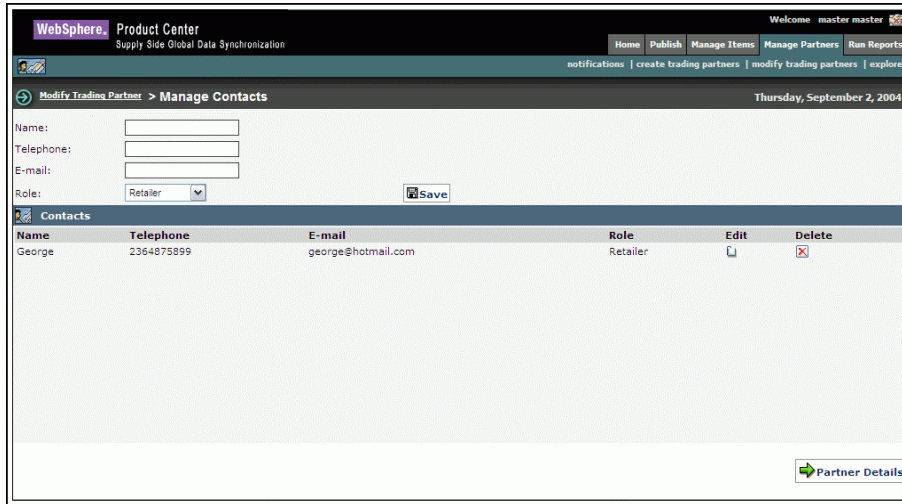 WebSphere. Product Center
Supply Side Global Data Synchronization
Welcome master master
Home Publish Manage Items Manage Partners Run Reports
notifications | create trading partners | modify trading partners | explore
Modify Trading Partner > Manage Contacts
Thursday, September 2, 2004
Name:
Telephone:
E-mail:
Role: Retailer Save
Contacts
Name Telephone E-mail Role Edit Delete
George 2364875899 george@hotmail.com Retailer
Partner Details